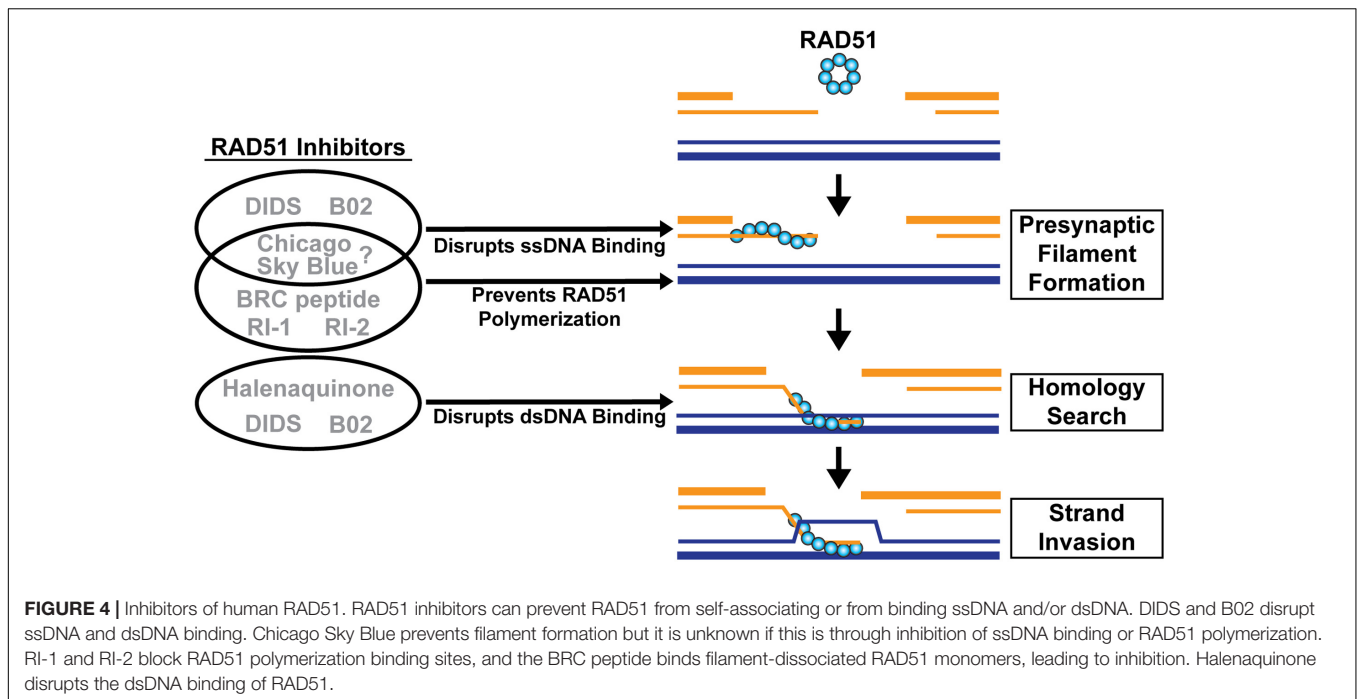 RAD51
RAD51 Inhibitors
DIDS B02
Chicago ?
Sky Blue
BRC peptide
RI-1 RI-2
Halenaquinone
DIDS B02
Disrupts ssDNA Binding
Prevents RAD51
Polymerization
Disrupts dsDNA Binding
Presynaptic
Filament
Formation
Homology
Search
Strand
Invasion
FIGURE 4 | Inhibitors of human RAD51. RAD51 inhibitors can prevent RAD51 from self-associating or from binding ssDNA and/or dsDNA. DIDS and B02 disrupt
ssDNA and dsDNA binding. Chicago Sky Blue prevents filament formation but it is unknown if this is through inhibition of ssDNA binding or RAD51 polymerization.
RI-1 and RI-2 block RAD51 polymerization binding sites, and the BRC peptide binds filament-dissociated RAD51 monomers, leading to inhibition. Halenaquinone
disrupts the dsDNA binding of RAD51.